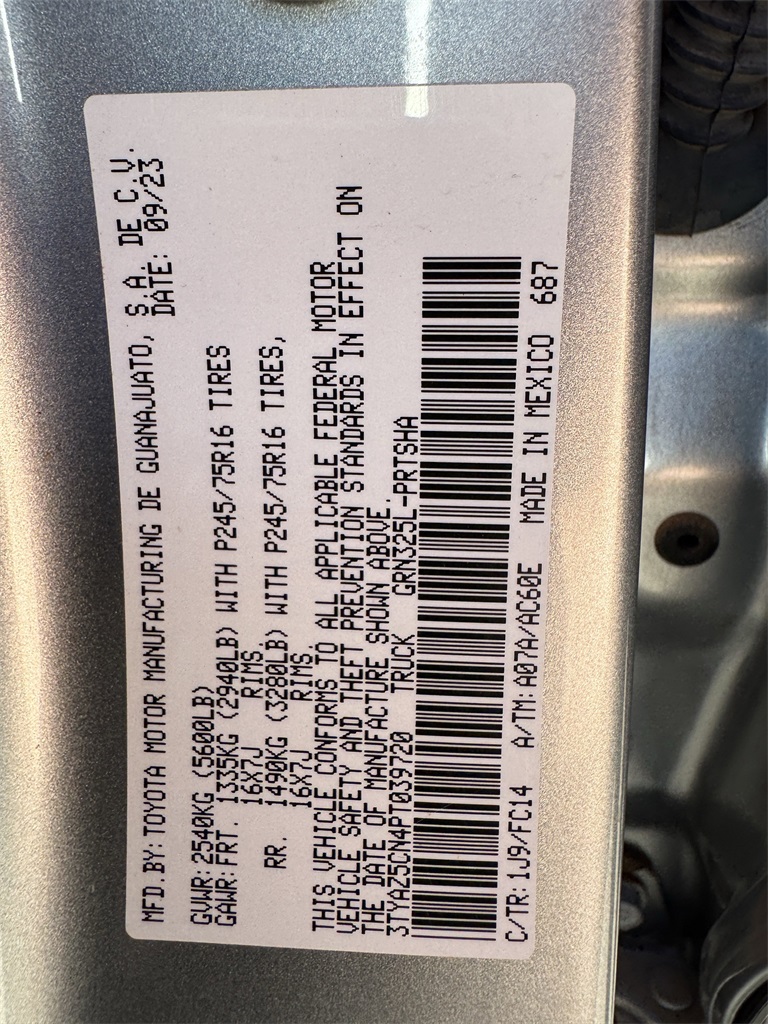 MFD.BY:TOYOTA MOTOR MANUFACTURING DE GUANAJUATO, S.A. DE C.V.
DATE: 09/23
GVWR:2540KG (5600LB)
GAWR:FRT. 1335KG (2940LB) WITH P245/75R16 TIRES
16X7J RIMS.
RR. 1490KG (3280LB) WITH P245/75R16 TIRES,
16X7J RIMS.
THIS VEHICLE CONFORMS TO ALL APPLICABLE FEDERAL MOTOR
VEHICLE SAFETY AND THEFT PREVENTION STANDARDS IN EFFECT ON
THE DATE OF MANUFACTURE SHOWN ABOVE.
3TYAZ5CN4PT039720 TRUCK GRN325L-PRTSHA
C/TR:1J9/FC14 A/TM:A07A/AC60E MADE IN MEXICO 687